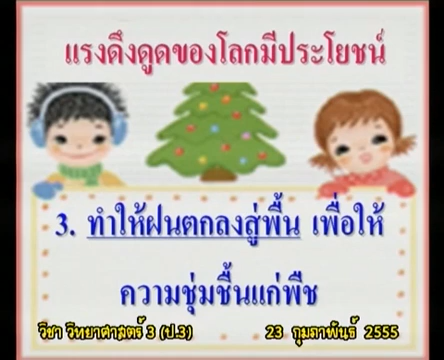 แรงดึงดูดของโลกมีประโยชน์
3. ทำให้ฝนตกลงสู่พื้น เพื่อให้
ความชุ่มชื้นแก่พืช
วิชา วิทยาศาสตร์ 3 (ป.3) 23 กุมภาพันธ์ 2555